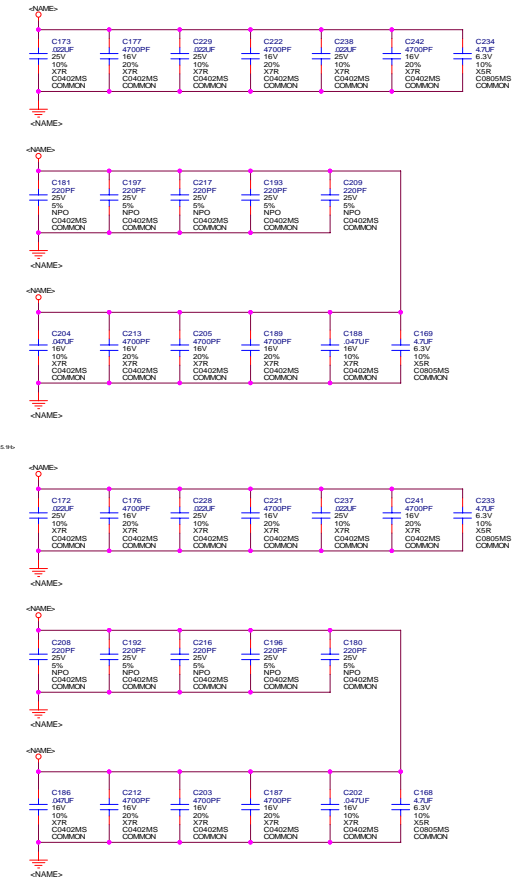 <NAME>
C173 C177 C229 C222 C238 C242 C234
.022UF 4700PF .022UF 4700PF .022UF 4700PF 4.7UF
25V 16V 25V 16V 25V 16V 6.3V
10% 20% 10% 20% 10% 20% 10%
X7R X7R X7R X7R X7R X7R X5R
C0402MS C0402MS C0402MS C0402MS C0402MS C0402MS C0805MS
COMMON COMMON COMMON COMMON COMMON COMMON COMMON
<NAME>
<NAME>
C181 C197 C217 C193 C209
220PF 220PF 220PF 220PF 220PF
25V 25V 25V 25V 25V
5% 5% 5% 5% 5%
NPO NPO NPO NPO NPO
C0402MS C0402MS C0402MS C0402MS C0402MS
COMMON COMMON COMMON COMMON COMMON
<NAME>
<NAME>
C204 C213 C205 C189 C188 C169
.047UF 4700PF 4700PF 4700PF .047UF 4.7UF
16V 16V 16V 16V 16V 6.3V
10% 20% 20% 20% 10% 10%
X7R X7R X7R X7R X7R X5R
C0402MS C0402MS C0402MS C0402MS C0402MS C0805MS
COMMON COMMON COMMON COMMON COMMON COMMON
<NAME>
<NAME>
C172 C176 C228 C221 C237 C241 C233
.022UF 4700PF .022UF 4700PF .022UF 4700PF 4.7UF
25V 16V 25V 16V 25V 16V 6.3V
10% 20% 10% 20% 10% 20% 10%
X7R X7R X7R X7R X7R X7R X5R
C0402MS C0402MS C0402MS C0402MS C0402MS C0402MS C0805MS
COMMON COMMON COMMON COMMON COMMON COMMON COMMON
<NAME>
<NAME>
C208 C192 C216 C196 C180
220PF 220PF 220PF 220PF 220PF
25V 25V 25V 25V 25V
5% 5% 5% 5% 5%
NPO NPO NPO NPO NPO
C0402MS C0402MS C0402MS C0402MS C0402MS
COMMON COMMON COMMON COMMON COMMON
<NAME>
<NAME>
C186 C212 C203 C187 C202 C168
.047UF 4700PF 4700PF 4700PF .047UF 4.7UF
16V 16V 16V 16V 16V 6.3V
10% 20% 20% 20% 10% 10%
X7R X7R X7R X7R X7R X5R
C0402MS C0402MS C0402MS C0402MS C0402MS C0805MS
COMMON COMMON COMMON COMMON COMMON COMMON
<NAME>